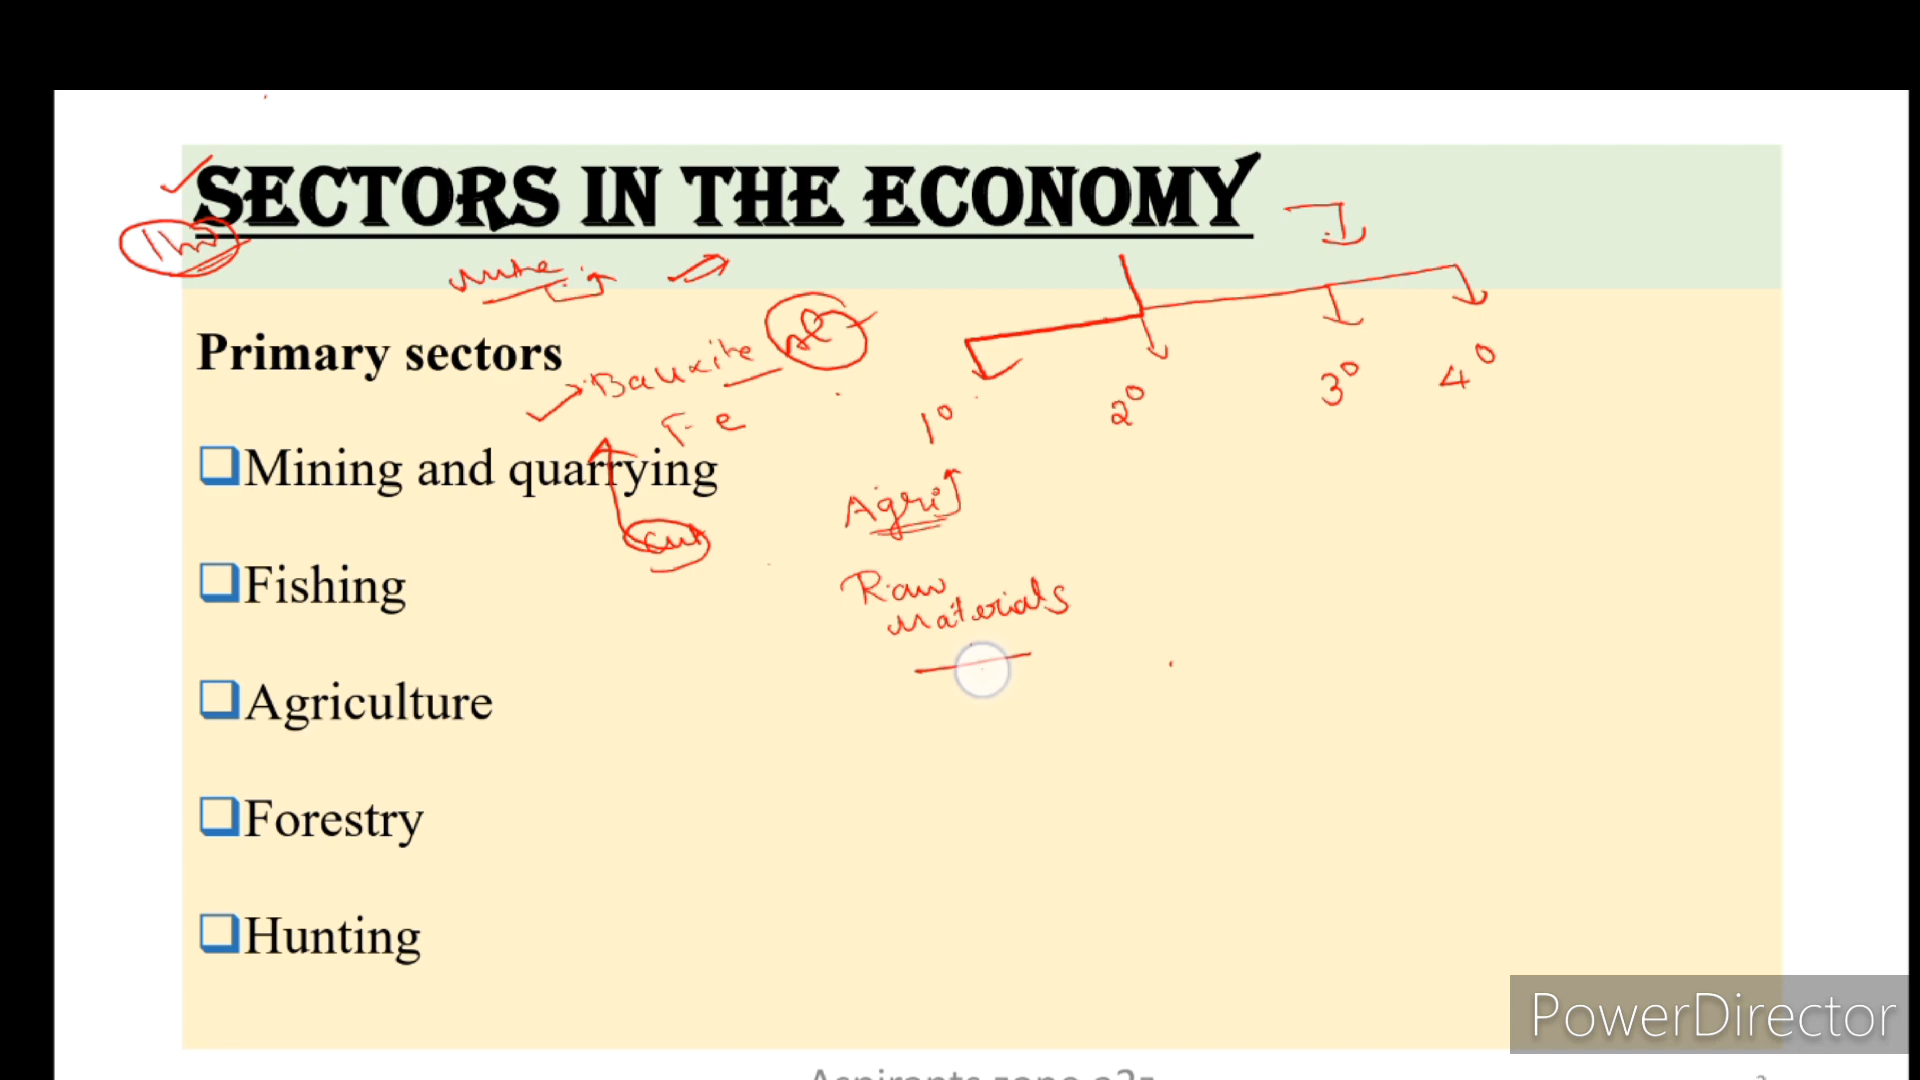 SECTORS IN THE ECONOMY
Primary sectors
Bauxite
Fe
1° 2° 3° 4°
Mining and quarrying
Agri
Fishing
Raw
Materials
Agriculture
Forestry
Hunting
PowerDirector